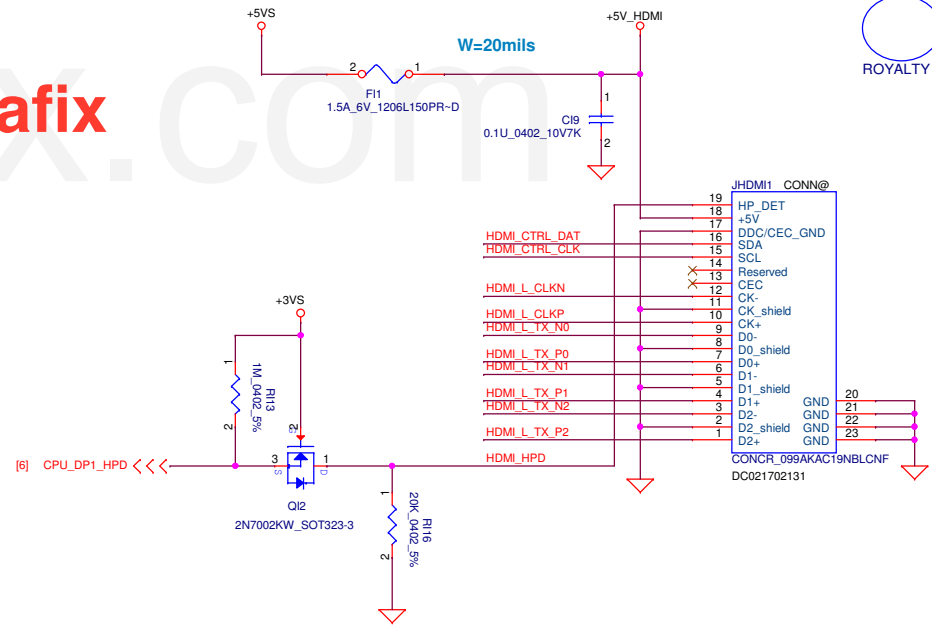 +5VS
+5V_HDMI
W=20mils
ROYALTY
2
1
FI1
1.5A_6V_1206L150PR~D
afix
x.com
1
CI9
0.1U_0402_10V7K
2
JHDMI1 CONN@
19 HP_DET
18 +5V
17 DDC/CEC_GND
HDMI_CTRL_DAT 16 SDA
HDMI_CTRL_CLK 15 SCL
14 Reserved
13 CEC
HDMI_L_CLKN 12 CK-
11 CK_shield
HDMI_L_CLKP 10 CK+
HDMI_L_TX_N0 9 D0-
8 D0_shield
HDMI_L_TX_P0 7 D0+
HDMI_L_TX_N1 6 D1-
5 D1_shield
HDMI_L_TX_P1 4 D1+ GND 20
HDMI_L_TX_N2 3 D2- GND 21
2 D2_shield GND 22
HDMI_L_TX_P2 1 D2+ GND 23
CONCR_099AKAC19NBLCNF
DC021702131
+3VS
1
RI13
1M_0402_5%
2
2
G
[6] CPU_DP1_HPD
3
S
1
D
HDMI_HPD
QI2
2N7002KW_SOT323-3
1
RI16
20K_0402_5%
2